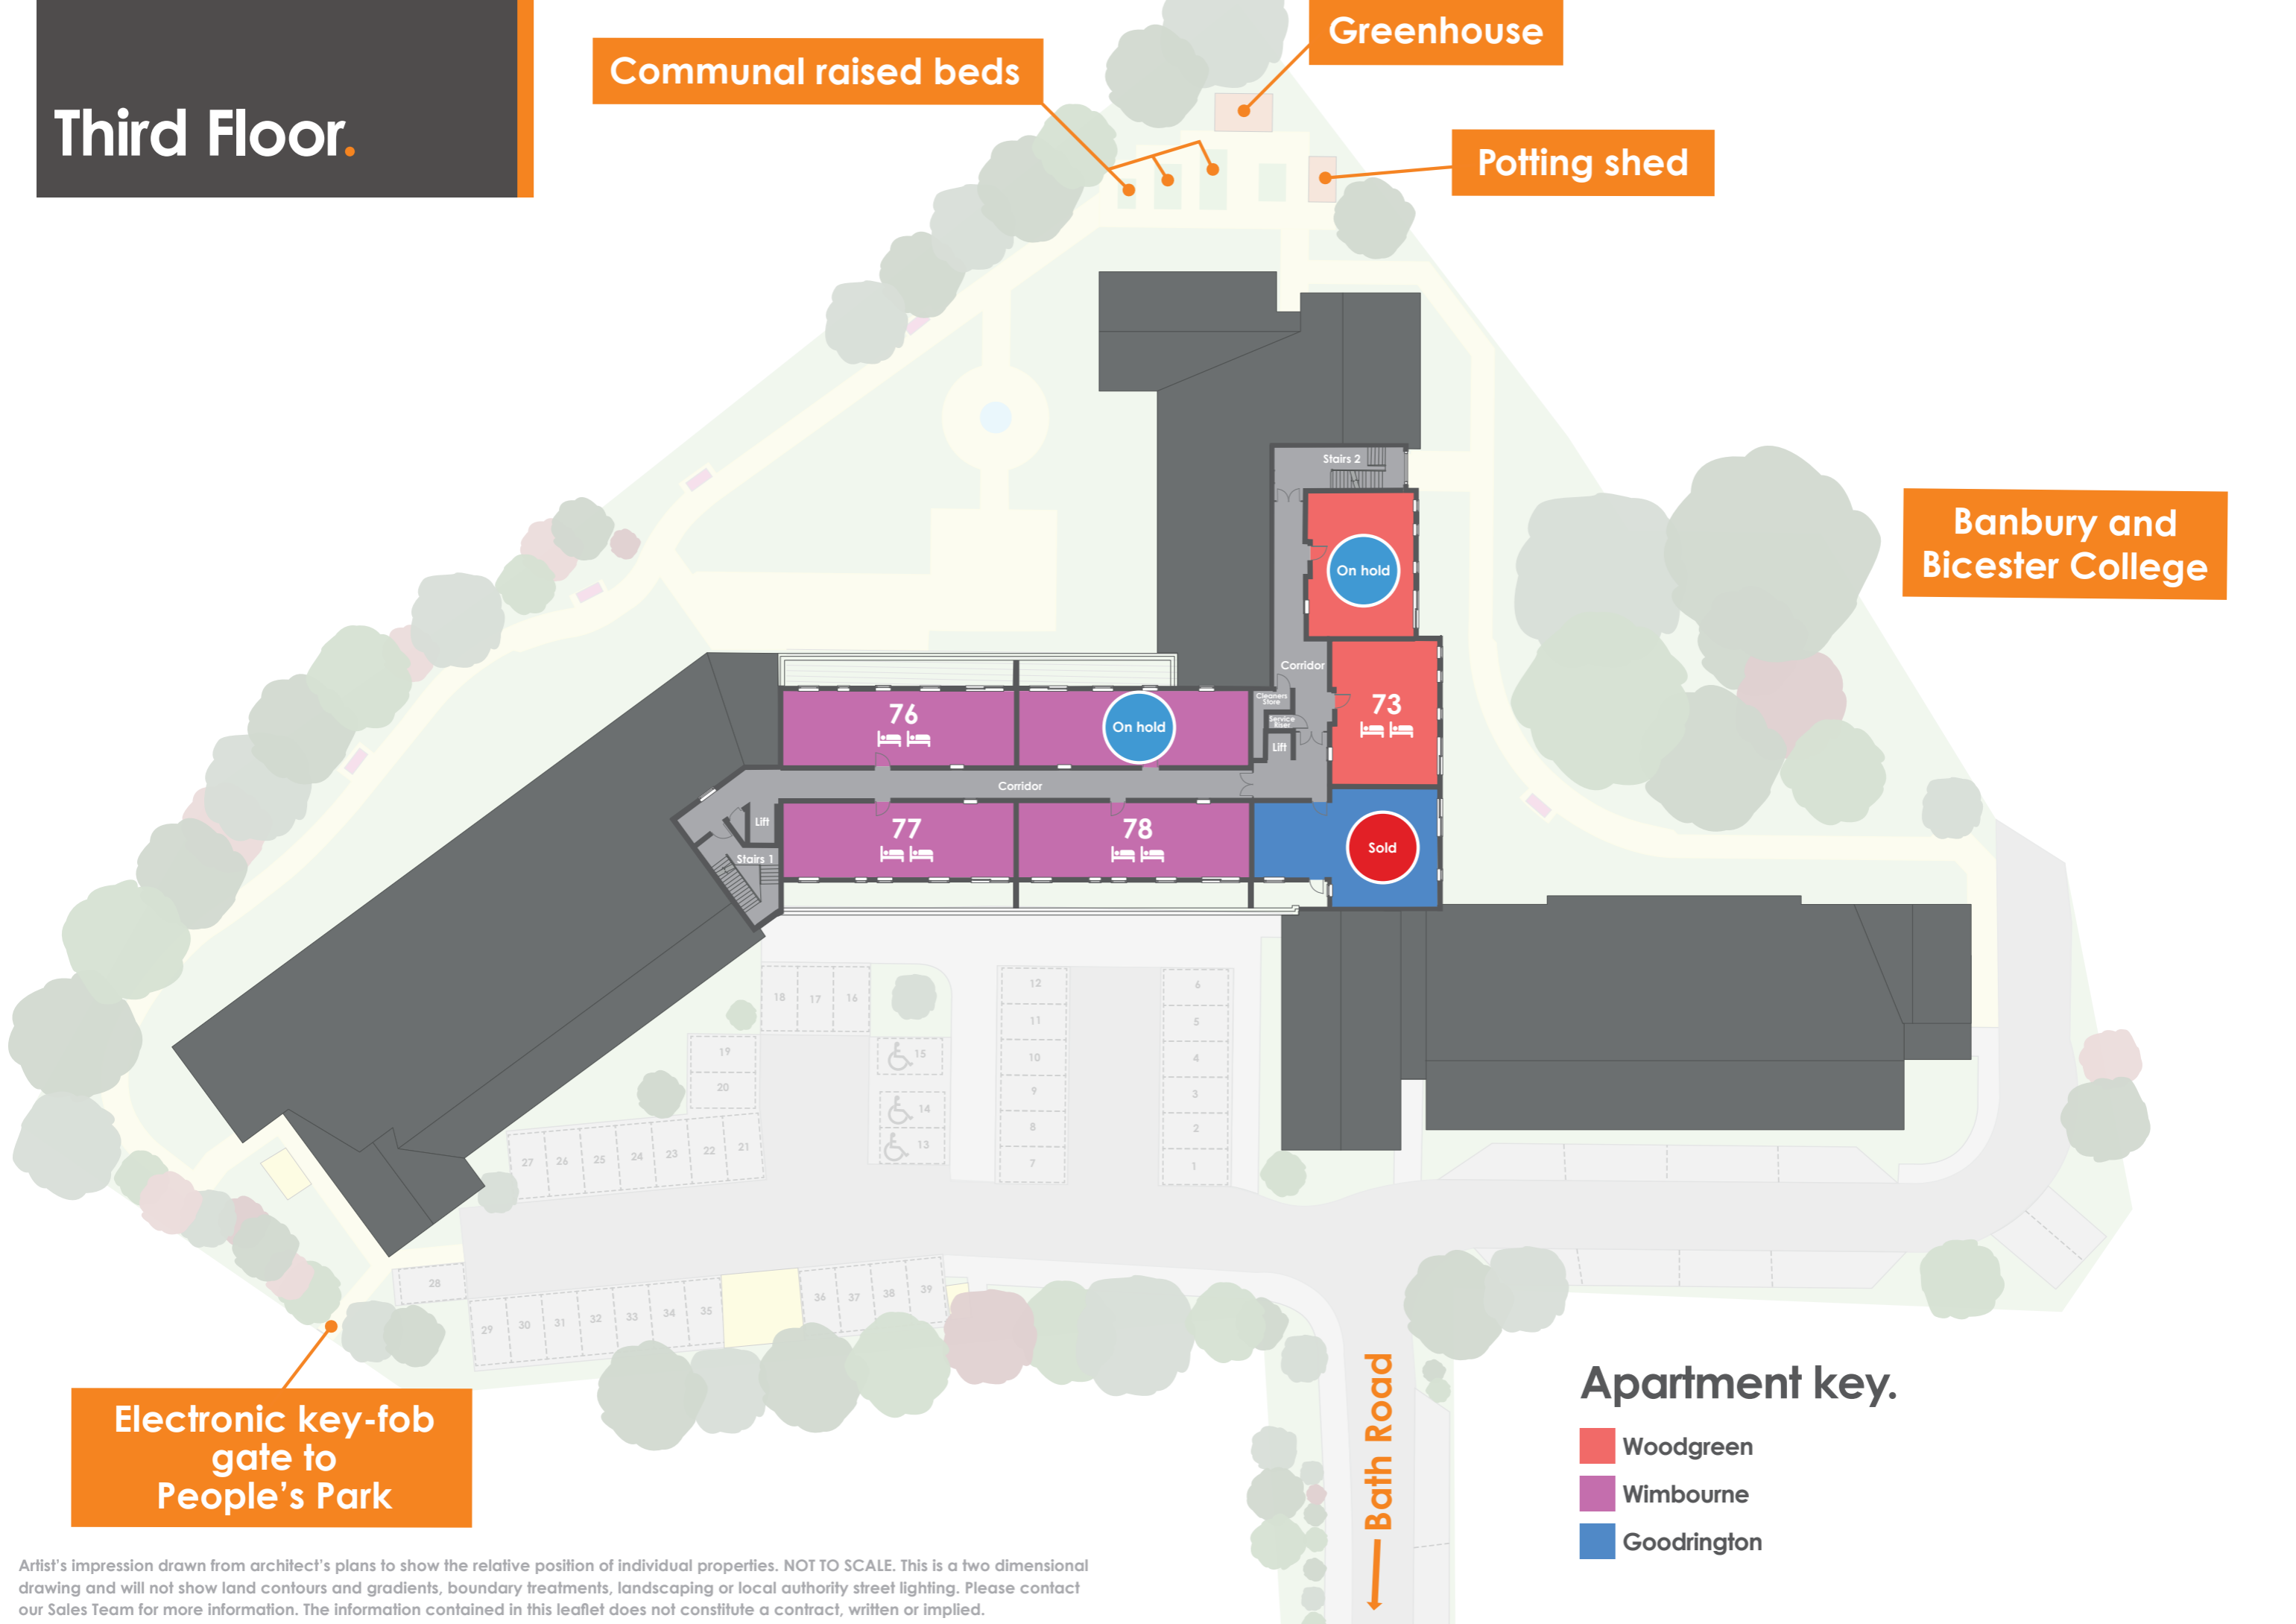 Third Floor.
Communal raised beds
Greenhouse
Potting shed
Banbury and
Bicester College
Stairs 2
On hold
Corridor
73
Cleaners
Store
Service
Riser
Lift
76
On hold
Corridor
77
78
Lift
Stairs 1
Sold
18 17 16
12
11
10
9
8
7
6
5
4
3
2
1
15
14
13
19
20
27 26 25 24 23 22 21
28
29 30 31 32 33 34 35
36 37 38 39
Electronic key-fob
gate to
People's Park
Bath Road
Apartment key.
Woodgreen
Wimbourne
Goodrington
Artist's impression drawn from architect's plans to show the relative position of individual properties. NOT TO SCALE. This is a two dimensional
drawing and will not show land contours and gradients, boundary treatments, landscaping or local authority street lighting. Please contact
our Sales Team for more information. The information contained in this leaflet does not constitute a contract, written or implied.